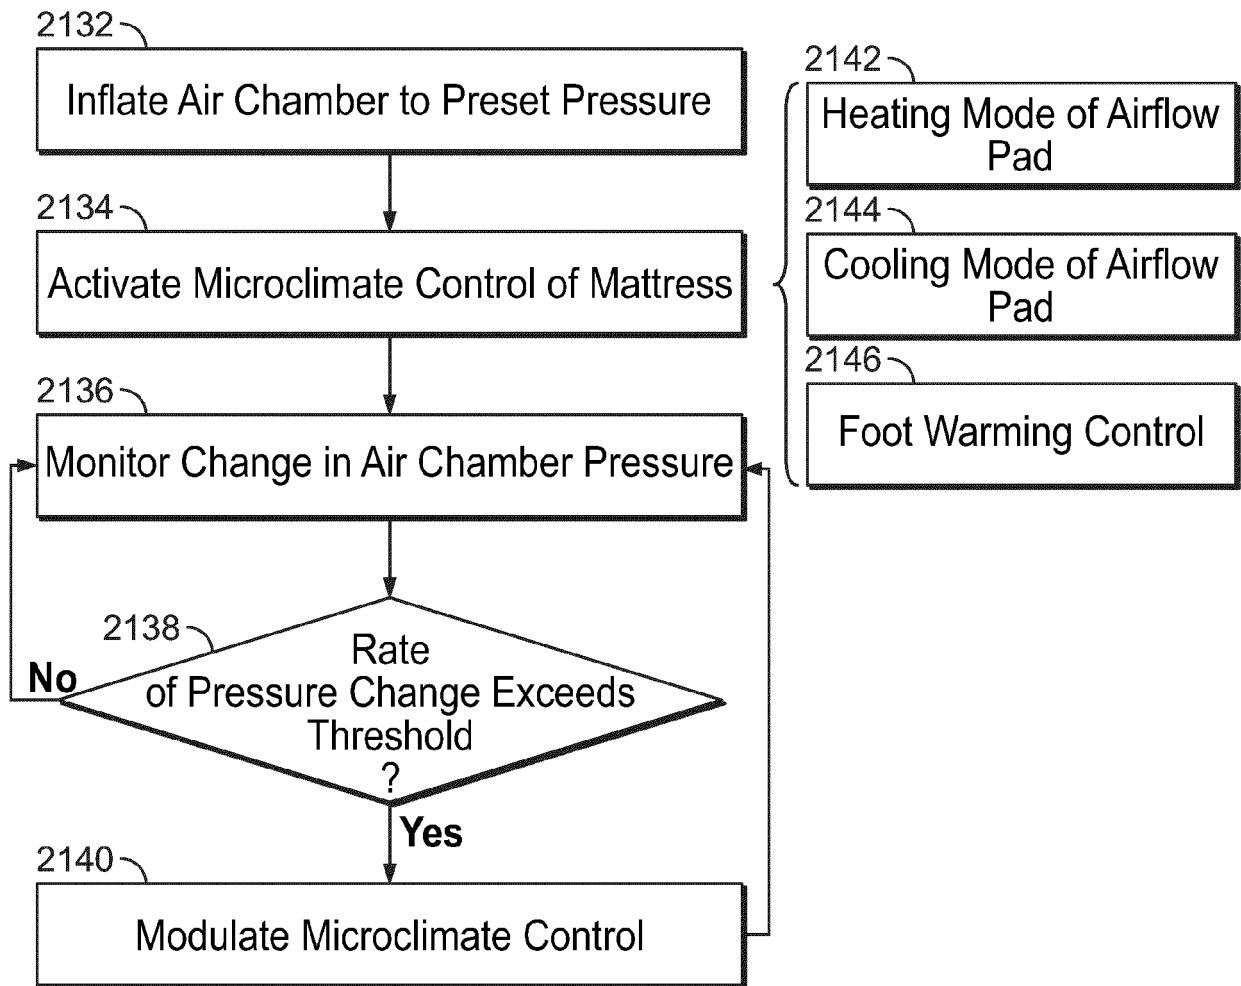 2132
Inflate Air Chamber to Preset Pressure
2134
Activate Microclimate Control of Mattress
2136
Monitor Change in Air Chamber Pressure
2138
Rate
of Pressure Change Exceeds
Threshold
?
No
Yes
2140
Modulate Microclimate Control
2142
Heating Mode of Airflow
Pad
2144
Cooling Mode of Airflow
Pad
2146
Foot Warming Control